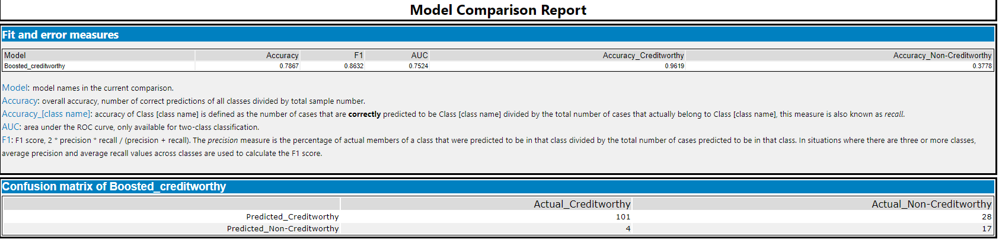 Model Comparison Report
Fit and error measures
Model Accuracy F1 AUC Accuracy_Creditworthy Accuracy_Non-Creditworthy
Boosted_creditworthy 0.7867 0.8632 0.7524 0.9619 0.3778
Model: model names in the current comparison.
Accuracy: overall accuracy, number of correct predictions of all classes divided by total sample number.
Accuracy_[class name]: accuracy of Class [class name] is defined as the number of cases that are correctly predicted to be Class [class name] divided by the total number of cases that actually belong to Class [class name], this measure is also known as recall.
AUC: area under the ROC curve, only available for two-class classification.
F1: F1 score, 2 * precision * recall / (precision + recall). The precision measure is the percentage of actual members of a class that were predicted to be in that class divided by the total number of cases predicted to be in that class. In situations where there are three or more classes,
average precision and average recall values across classes are used to calculate the F1 score.
Confusion matrix of Boosted_creditworthy
Actual_Creditworthy Actual_Non-Creditworthy
Predicted_Creditworthy 101 28
Predicted_Non-Creditworthy 4 17